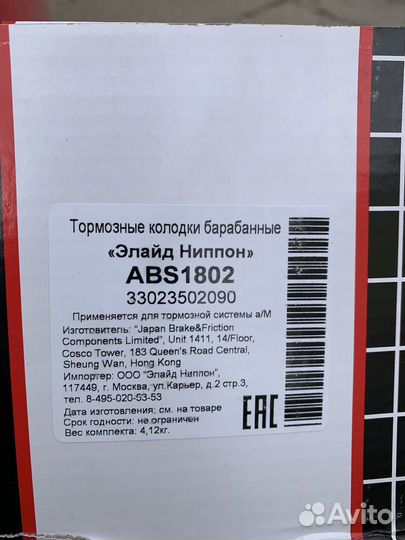 Тормозные колодки барабанные
«Элайд Ниппон»
ABS1802
33023502090
Применяется для тормозной системы а/М
Изготовитель: "Japan Brake&Friction
Components Limited", Unit 1411, 14/Floor,
Cosco Tower, 183 Queen's Road Central,
Sheung Wan, Hong Kong
Импортер: ООО "Элайд Ниппон",
117449, г. Москва, ул.Карьер, д.2 стр.3,
тел. 8-495-020-53-53
Дата изготовления: см. на товаре
Срок годности: не ограничен
Вес комплекта: 4,12кг.
EAC
Avito